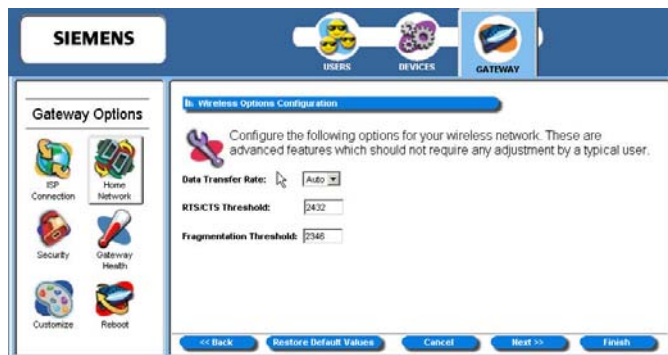 SIEMENS
USERS
DEVICES
GATEWAY
Gateway Options
ISP Connection
Home Network
Security
Gateway Health
Customize
Reboot
Wireless Options Configuration
Configure the following options for your wireless network. These are
advanced features which should not require any adjustment by a typical user.
Data Transfer Rate: Auto
RTS/CTS Threshold: 2432
Fragmentation Threshold: 2346
<< Back
Restore Default Values
Cancel
Next >>
Finish